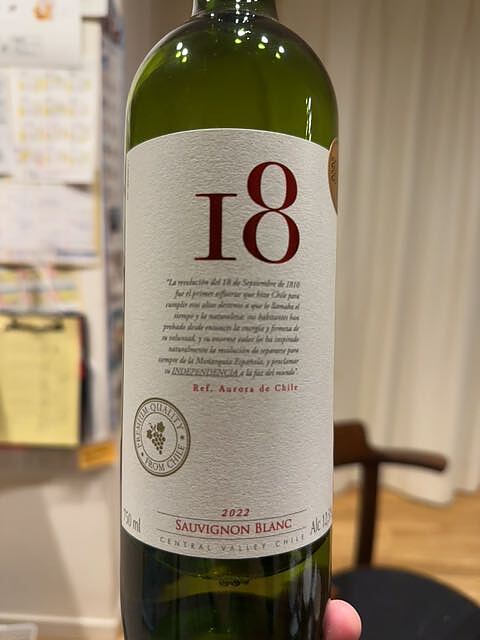 18
"La revolución del 18 de Septiembre de 1810
fue el primer esfuerzo que hizo Chile para
cumplir esos altos destinos a que lo llamaba el
tiempo y la naturaleza: sus habitantes han
probado desde entonces la energía y firmeza de
su voluntad, y su enorme valor les ha inspirado
naturalmente la resolución de separarse para
siempre de la Monarquía Española, y proclamar
su INDEPENDENCIA a la faz del mundo".
Ref. Aurora de Chile
PREMIUM QUALITY
FROM CHILE
2022
750 ml SAUVIGNON BLANC Alc 12,5
CENTRAL VALLEY CHILE